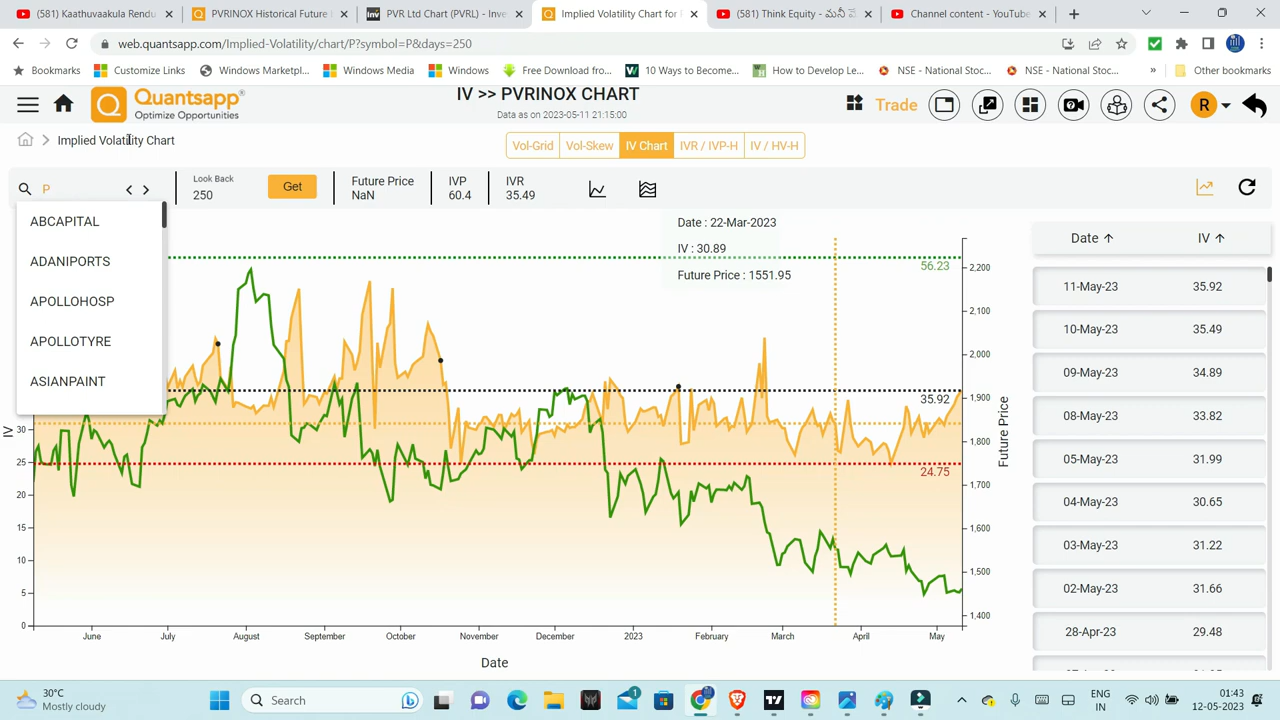 (581) Kaathuvaakula Rendu
PVRINOX Historical Future L
Inv PVR Ltd Chart (PVRL) - Inve
Implied Volatility Chart for
(581) Think Equity -
Channel content - YouTube
web.quantsapp.com/Implied-Volatility/chart/P?symbol=P&days=250
Bookmarks
Customize Links
Windows Marketpl...
Windows Media
Windows
Free Download fro...
10 Ways to Become...
How to Develop Le...
NSE - National Stoc...
NSE - National Stoc...
»
Other bookmarks
Quantsapp®
Optimize Opportunities
IV >> PVRINOX CHART
Data as on 2023-05-11 21:15:00
Trade
R
Implied Volatility Chart
Vol-Grid
Vol-Skew
IV Chart
IVR / IVP-H
IV / HV-H
P
Look Back
250
Get
Future Price
NaN
IVP
60.4
IVR
35.49
ABCAPITAL
ADANIPORTS
APOLLOHOSP
APOLLOTYRE
ASIANPAINT
Date : 22-Mar-2023
IV : 30.89
Future Price : 1551.95
56.23
35.92
24.75
IV
30
25
20
15
10
5
0
2,200
2,100
2,000
1,900
1,800
1,700
1,600
1,500
1,400
Future Price
June
July
August
September
October
November
December
2023
February
March
April
May
Date
Date ↑ IV ↑
11-May-23 35.92
10-May-23 35.49
09-May-23 34.89
08-May-23 33.82
05-May-23 31.99
04-May-23 30.65
03-May-23 31.22
02-May-23 31.66
28-Apr-23 29.48
30°C
Mostly cloudy
Search
1
ENG
IN
01:43
12-05-2023